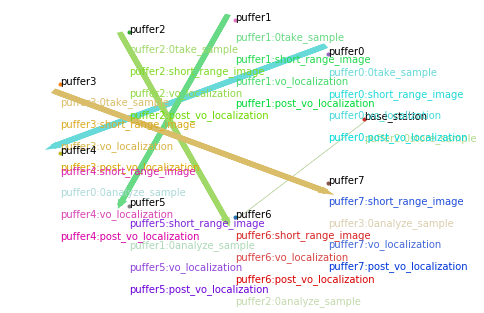 puffer1
puffer1:0take_sample
puffer1:short_range_image
puffer1:vo_localization
puffer1:post_vo_localization
puffer2
puffer2:0take_sample
puffer2:short_range_image
puffer2:vo_localization
puffer2:post_vo_localization
puffer0
puffer0:0take_sample
puffer0:short_range_image
puffer0:vo_localization
puffer0:post_vo_localization
base_station
puffer3
puffer3:0take_sample
puffer3:short_range_image
puffer3:vo_localization
puffer3:post_vo_localization
puffer4
puffer4:short_range_image
puffer0:0analyze_sample
puffer4:vo_localization
puffer4:post_vo_localization
puffer5
puffer5:short_range_image
puffer1:0analyze_sample
puffer5:vo_localization
puffer5:post_vo_localization
puffer6
puffer6:short_range_image
puffer6:vo_localization
puffer6:post_vo_localization
puffer2:0analyze_sample
puffer7
puffer7:short_range_image
puffer3:0analyze_sample
puffer7:vo_localization
puffer7:post_vo_localization